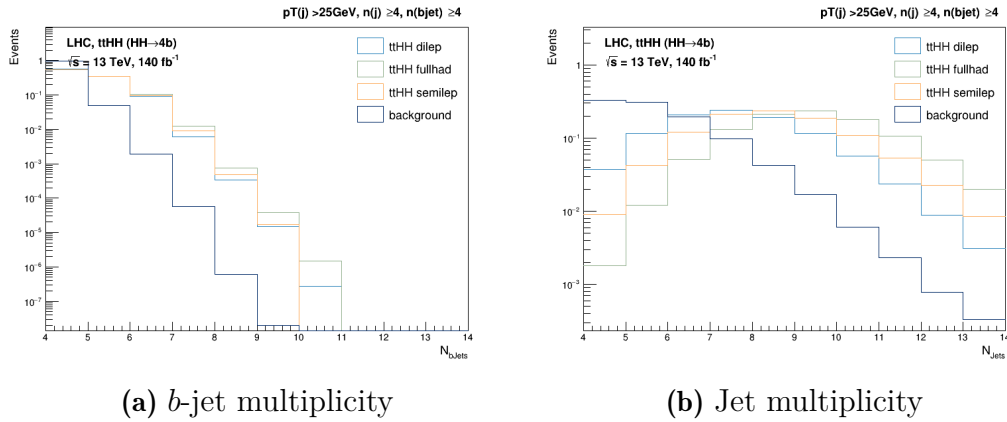 pT(j) >25GeV, n(j) ≥4, n(bjet) ≥4
Events
LHC, ttHH (HH→4b)
√s = 13 TeV, 140 fb⁻¹
ttHH dilep
ttHH fullhad
ttHH semilep
background
1
10⁻¹
10⁻²
10⁻³
10⁻⁴
10⁻⁵
10⁻⁶
10⁻⁷
4 5 6 7 8 9 10 11 12 13 14
N_bJets
(a) b-jet multiplicity
pT(j) >25GeV, n(j) ≥4, n(bjet) ≥4
Events
LHC, ttHH (HH→4b)
√s = 13 TeV, 140 fb⁻¹
ttHH dilep
ttHH fullhad
ttHH semilep
background
1
10⁻¹
10⁻²
10⁻³
4 5 6 7 8 9 10 11 12 13 14
N_Jets
(b) Jet multiplicity